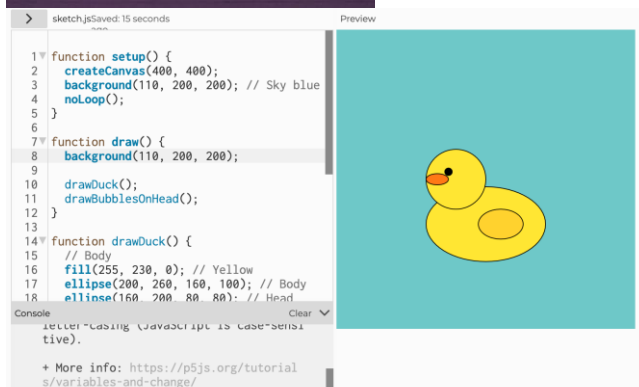 sketch.js Saved: 15 seconds
ago
Preview
1 function setup() {
2 createCanvas(400, 400);
3 background(110, 200, 200); // Sky blue
4 noLoop();
5 }
6
7 function draw() {
8 background(110, 200, 200);
9
10 drawDuck();
11 drawBubblesOnHead();
12 }
13
14 function drawDuck() {
15 // Body
16 fill(255, 230, 0); // Yellow
17 ellipse(200, 260, 160, 100); // Body
18 ellipse(160, 200, 80, 80); // Head
Console
Clear
letter-casing (JavaScript is case-sensi
tive).
+ More info: https://p5js.org/tutorial
s/variables-and-change/